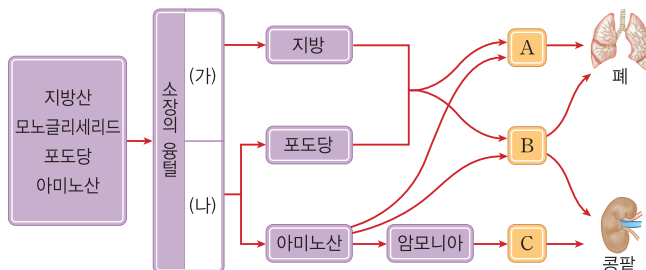 지방산
모노글리세리드
포도당
아미노산
소장의 융털
(가)
(나)
지방
포도당
아미노산
암모니아
A
B
C
폐
콩팥